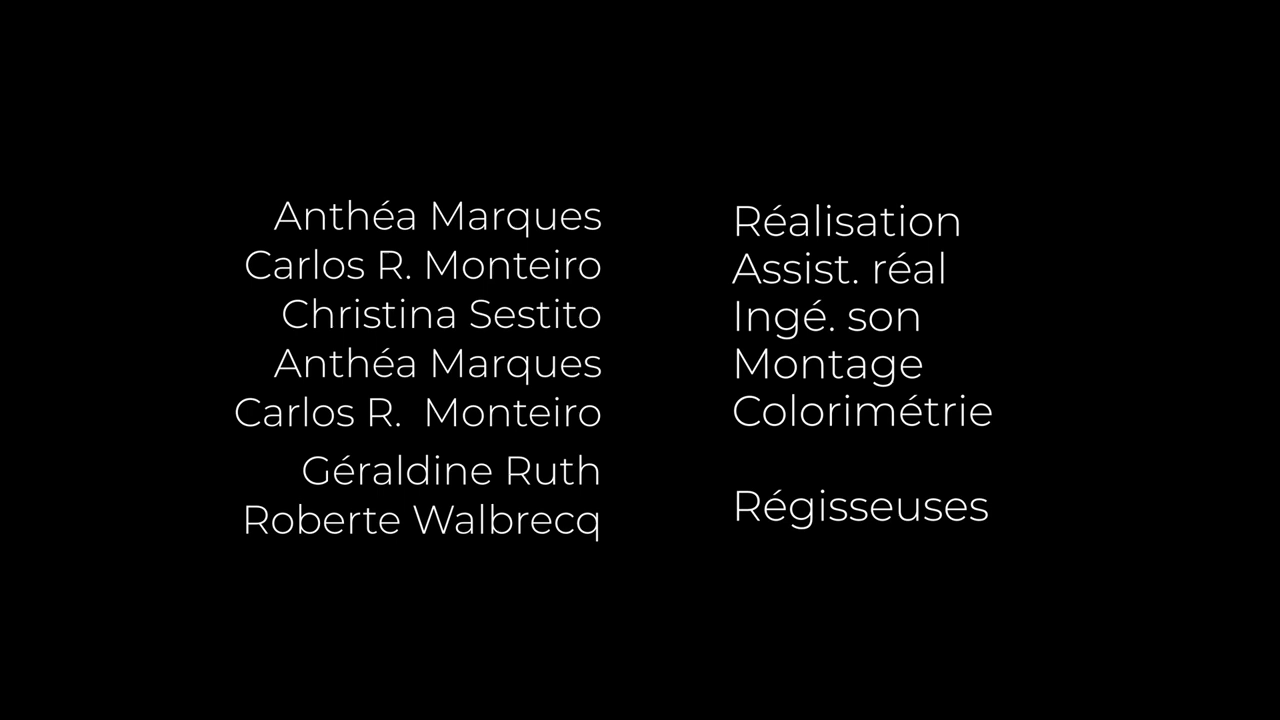 Anthéa Marques Réalisation
Carlos R. Monteiro Assist. réal
Christina Sestito Ingé. son
Anthéa Marques Montage
Carlos R. Monteiro Colorimétrie
Géraldine Ruth
Roberte Walbrecq Régisseuses